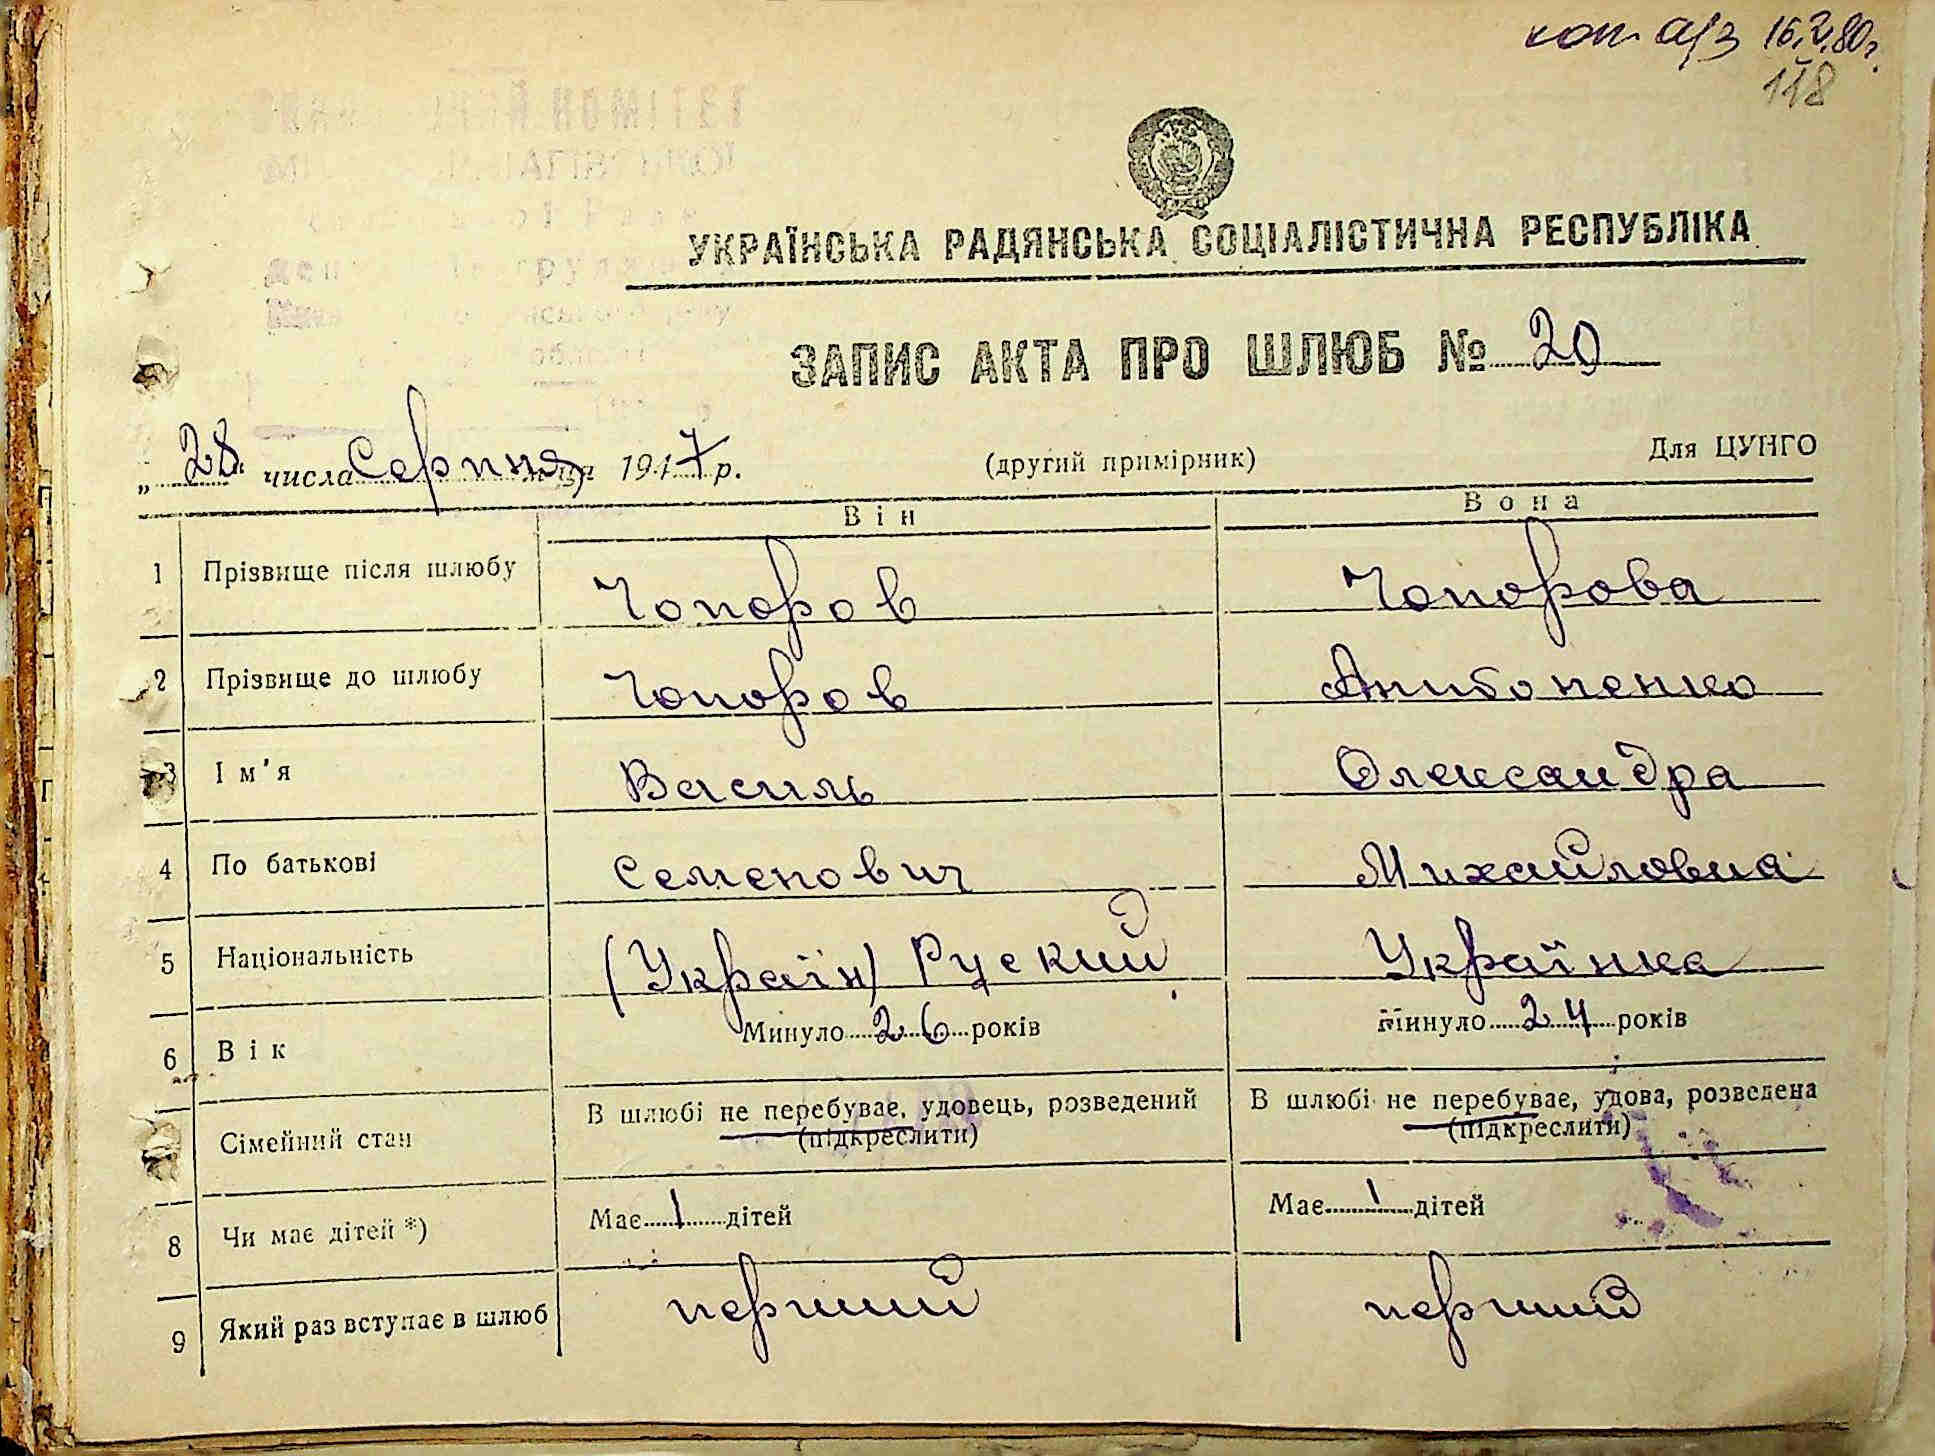 коп. а/з 16.2.80г.
118
УКРАЇНСЬКА РАДЯНСЬКА СОЦІАЛІСТИЧНА РЕСПУБЛІКА
ЗАПИС АКТА ПРО ШЛЮБ № 20
„ 28 числа Серпня 1947 р. (другий примірник) Для ЦУНГО
Він Вона
1 Прізвище після шлюбу Чопоров Чопорова
2 Прізвище до шлюбу Чопоров
3 Ім'я Василь Олександра
4 По батькові Семенович Михайловна
5 Національність (Україн) Руский Українка
6 Вік Минуло 26 років Минуло 24 років
Сімейний стан В шлюбі не перебуває, удовець, розведений В шлюбі не перебуває, удова, розведена
(підкреслити) (підкреслити)
8 Чи має дітей *) Має 1 дітей Має 1 дітей
9 Який раз вступає в шлюб перший перший